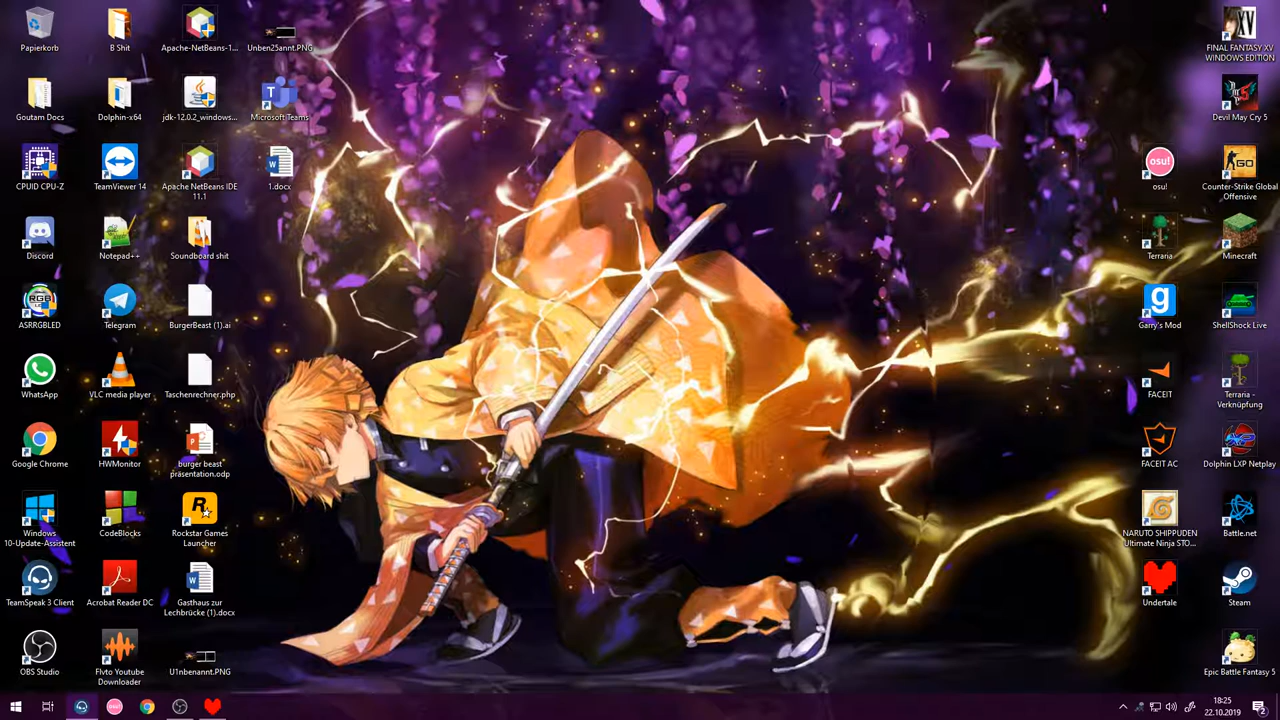 Papierkorb
B Shit
Apache-NetBeans-1...
Unben25annt.PNG
Goutam Docs
Dolphin-x64
jdk-12.0.2_windows...
Microsoft Teams
CPUID CPU-Z
TeamViewer 14
Apache NetBeans IDE
11.1
1.docx
Discord
Notepad++
Soundboard shit
ASRRGBLED
Telegram
BurgerBeast (1).ai
WhatsApp
VLC media player
Taschenrechner.php
Google Chrome
HWMonitor
burger beast
präsentation.odp
Windows
10-Update-Assistent
CodeBlocks
Rockstar Games
Launcher
TeamSpeak 3 Client
Acrobat Reader DC
Gasthaus zur
Lechbrücke (1).docx
OBS Studio
Flvto Youtube
Downloader
U1nbenannt.PNG
FINAL FANTASY XV
WINDOWS EDITION
Devil May Cry 5
osu!
osu!
Counter-Strike Global
Offensive
Terraria
Minecraft
Garry's Mod
ShellShock Live
FACEIT
Terraria -
Verknüpfung
FACEIT AC
Dolphin LXP Netplay
NARUTO SHIPPUDEN
Ultimate Ninja STO...
Battle.net
Undertale
Steam
Epic Battle Fantasy 5
18:25
22.10.2019